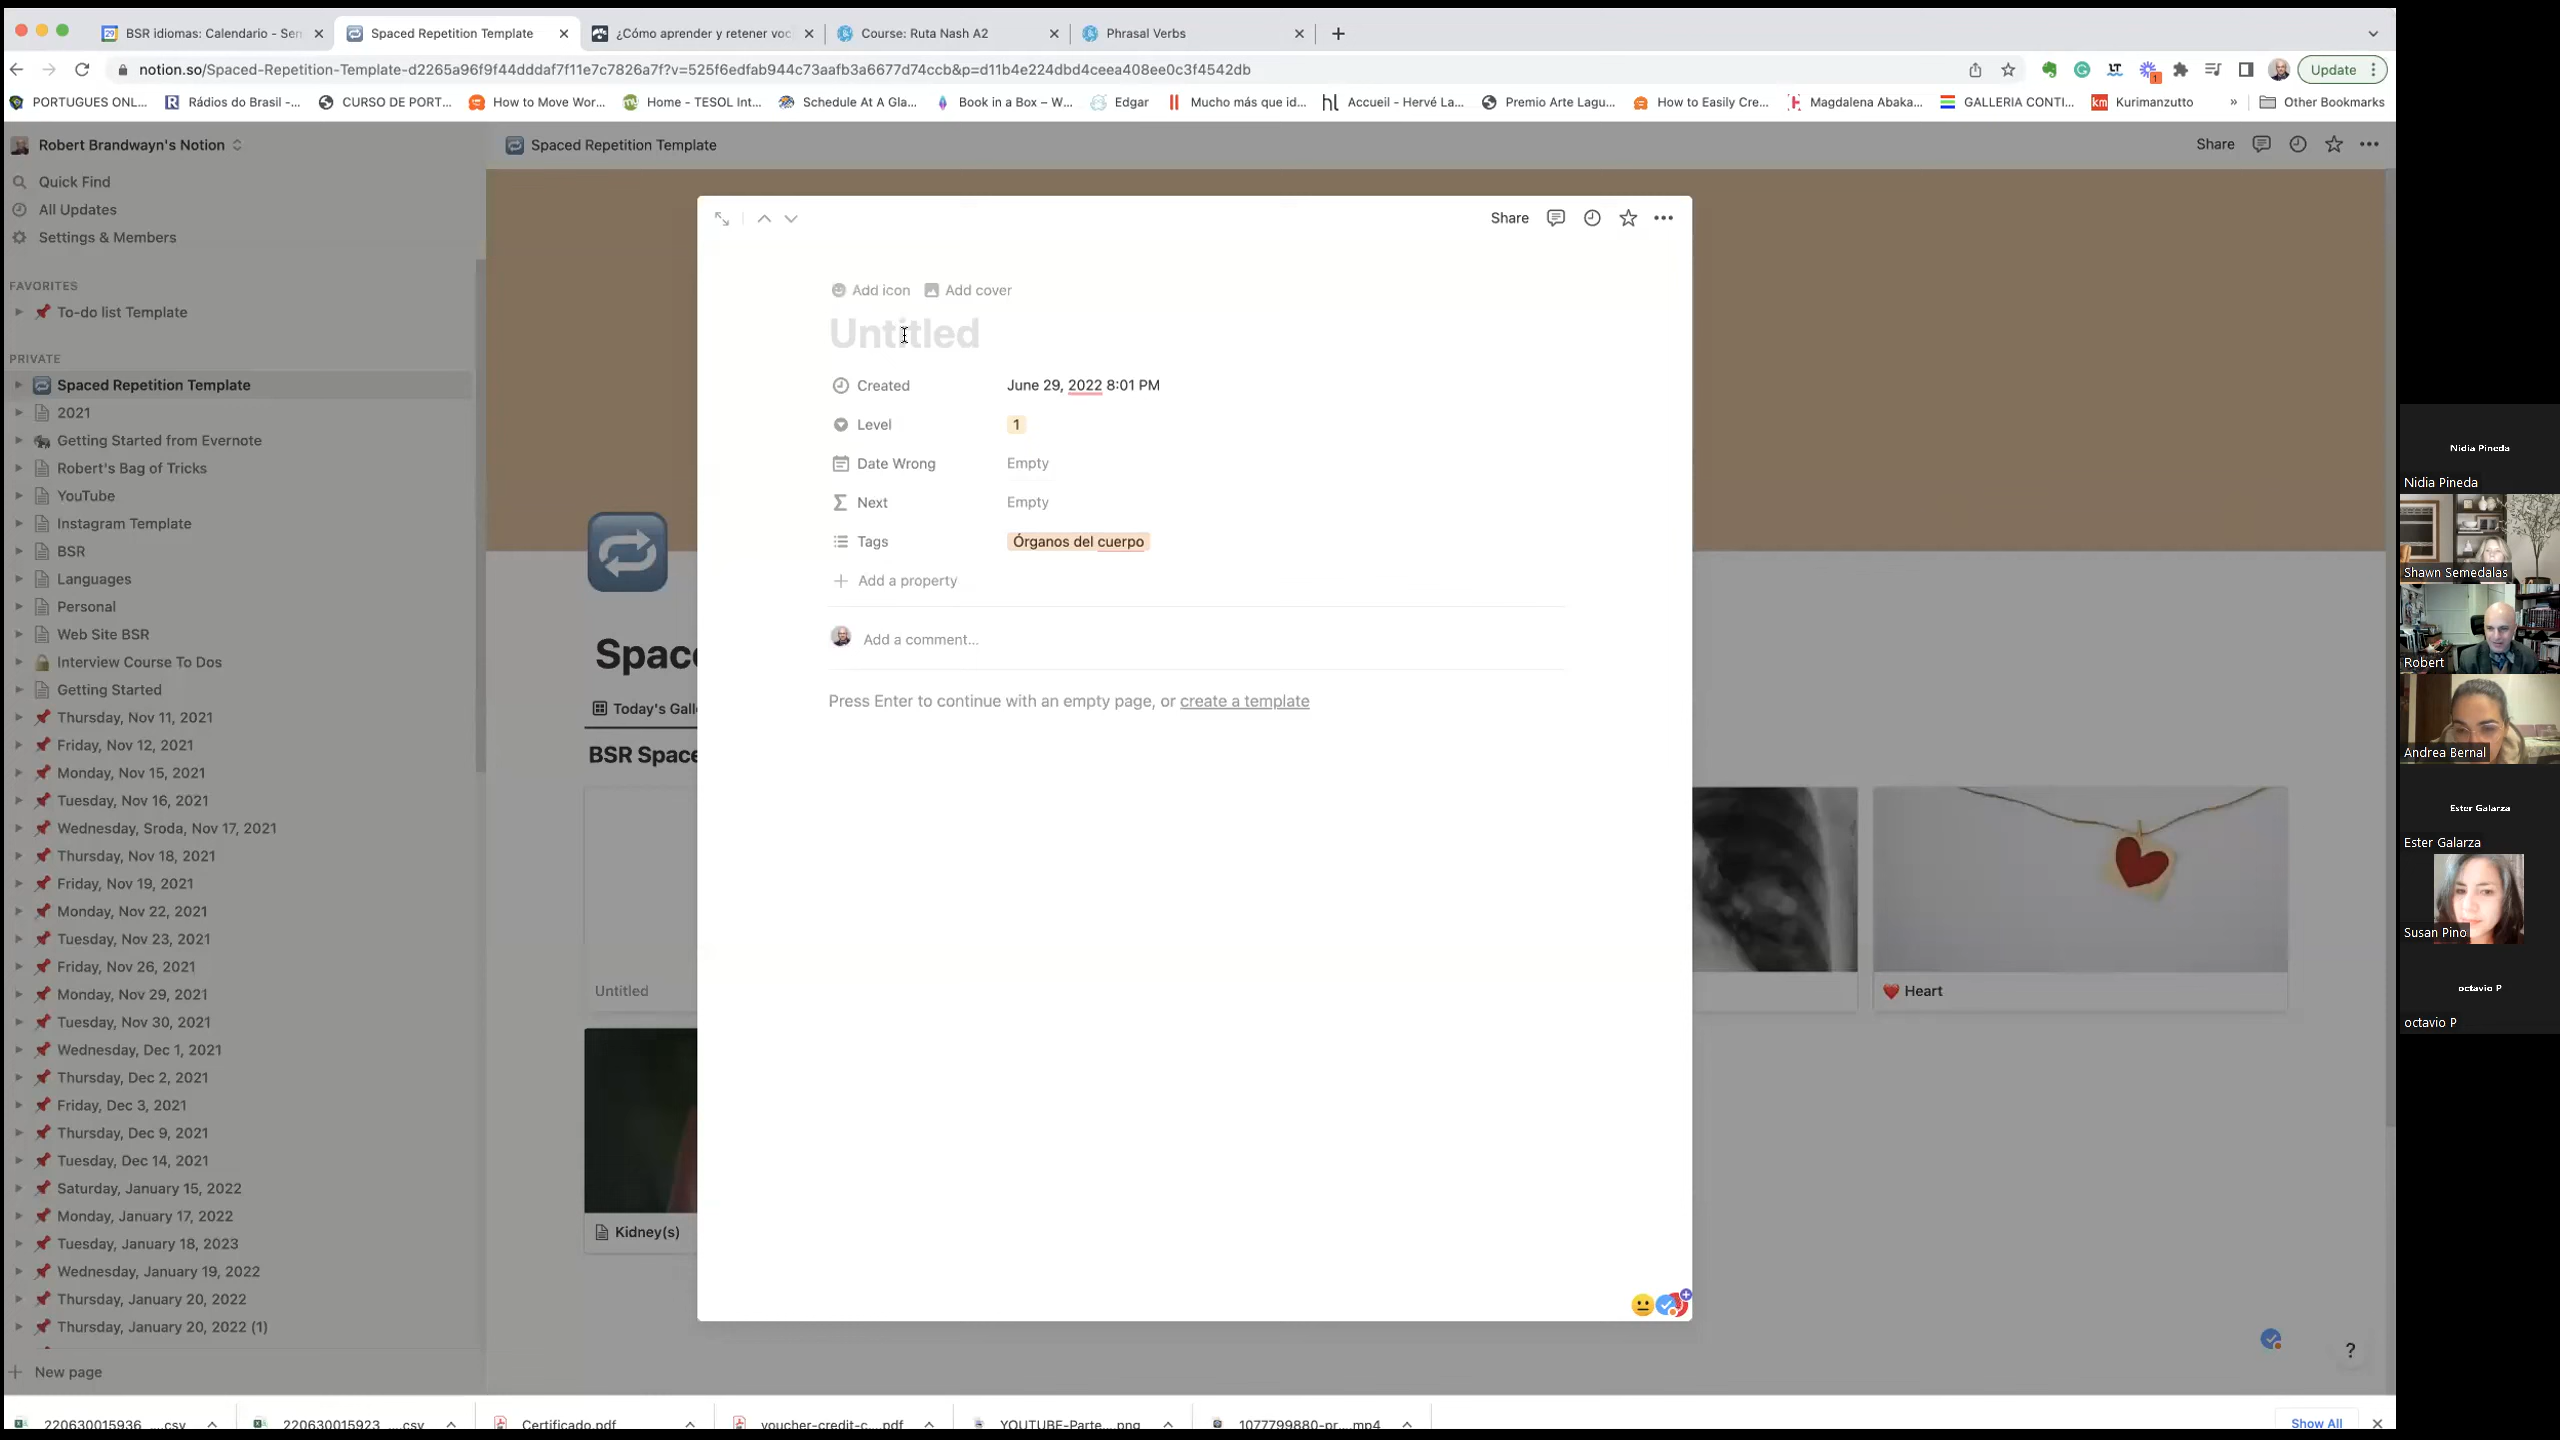 BSR idiomas: Calendario - Sem
Spaced Repetition Template
¿Cómo aprender y retener voc
Course: Ruta Nash A2
Phrasal Verbs
notion.so/Spaced-Repetition-Template-d2265a96f9f44dddaf7f11e7c7826a7f?v=525f6edfab944c73aafb3a6677d74ccb&p=d11b4e224dbd4ceea408ee0c3f4542db
Update
PORTUGUES ONL...
Rádios do Brasil -...
CURSO DE PORT...
How to Move Wor...
Home - TESOL Int...
Schedule At A Gla...
Book in a Box – W...
Edgar
Mucho más que id...
Accueil - Hervé La...
Premio Arte Lagu...
How to Easily Cre...
Magdalena Abaka...
GALLERIA CONTI...
Kurimanzutto
»
Other Bookmarks
Robert Brandwayn's Notion
Quick Find
All Updates
Settings & Members
FAVORITES
To-do list Template
PRIVATE
Spaced Repetition Template
2021
Getting Started from Evernote
Robert's Bag of Tricks
YouTube
Instagram Template
BSR
Languages
Personal
Web Site BSR
Interview Course To Dos
Getting Started
Thursday, Nov 11, 2021
Friday, Nov 12, 2021
Monday, Nov 15, 2021
Tuesday, Nov 16, 2021
Wednesday, Sroda, Nov 17, 2021
Thursday, Nov 18, 2021
Friday, Nov 19, 2021
Monday, Nov 22, 2021
Tuesday, Nov 23, 2021
Friday, Nov 26, 2021
Monday, Nov 29, 2021
Tuesday, Nov 30, 2021
Wednesday, Dec 1, 2021
Thursday, Dec 2, 2021
Friday, Dec 3, 2021
Thursday, Dec 9, 2021
Tuesday, Dec 14, 2021
Saturday, January 15, 2022
Monday, January 17, 2022
Tuesday, January 18, 2023
Wednesday, January 19, 2022
Thursday, January 20, 2022
Thursday, January 20, 2022 (1)
New page
Spaced Repetition Template
Share
Spac
Today's Gall
BSR Space
Untitled
Kidney(s)
Heart
Share
Add icon
Add cover
Untitled
Created June 29, 2022 8:01 PM
Level 1
Date Wrong Empty
Next Empty
Tags Órganos del cuerpo
Add a property
Add a comment...
Press Enter to continue with an empty page, or create a template
?
220630015936_....csv
220630015923_....csv
Certificado.pdf
voucher-credit-c....pdf
YOUTUBE-Parte....png
1077799880-pr....mp4
Show All
Nidia Pineda
Nidia Pineda
Shawn Semedalas
Robert
Andrea Bernal
Ester Galarza
Ester Galarza
Susan Pino
octavio P
octavio P